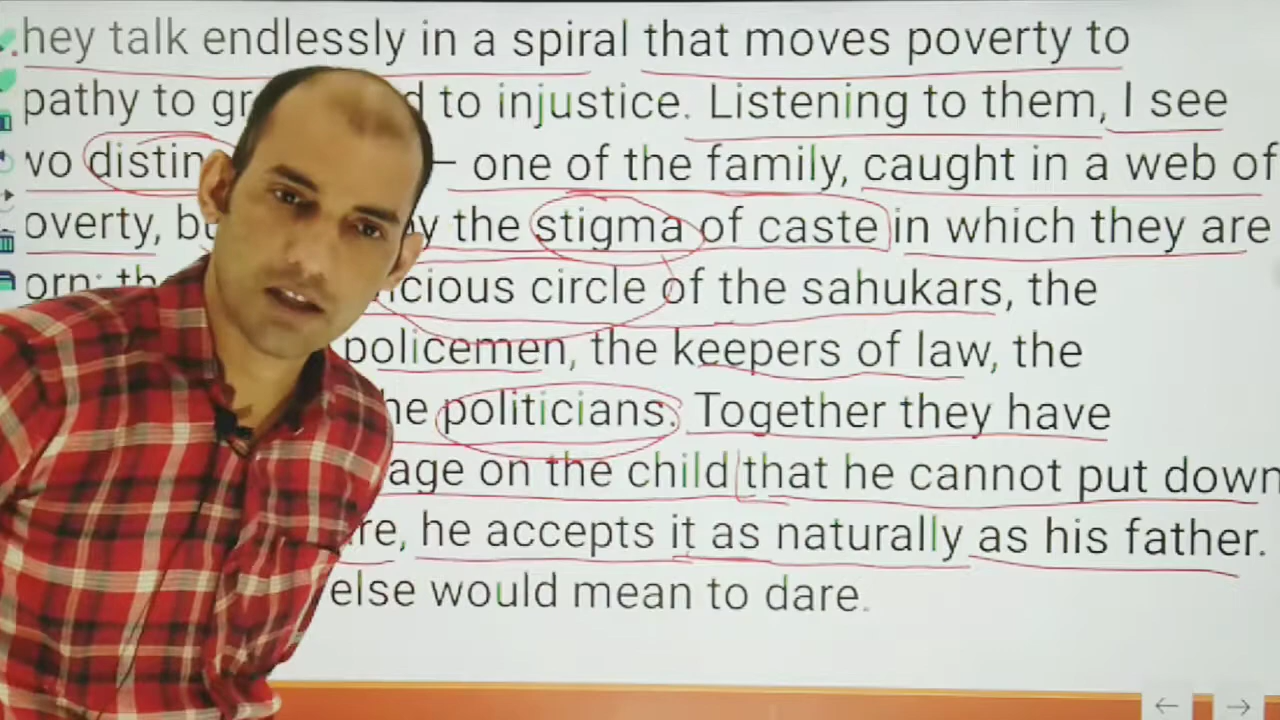 hey talk endlessly in a spiral that moves poverty to
pathy to gr d to injustice. Listening to them, I see
wo distin – one of the family, caught in a web of
overty, bu y the stigma of caste in which they are
orn; th icious circle of the sahukars, the
policemen, the keepers of law, the
he politicians. Together they have
age on the child that he cannot put down
re, he accepts it as naturally as his father.
else would mean to dare.